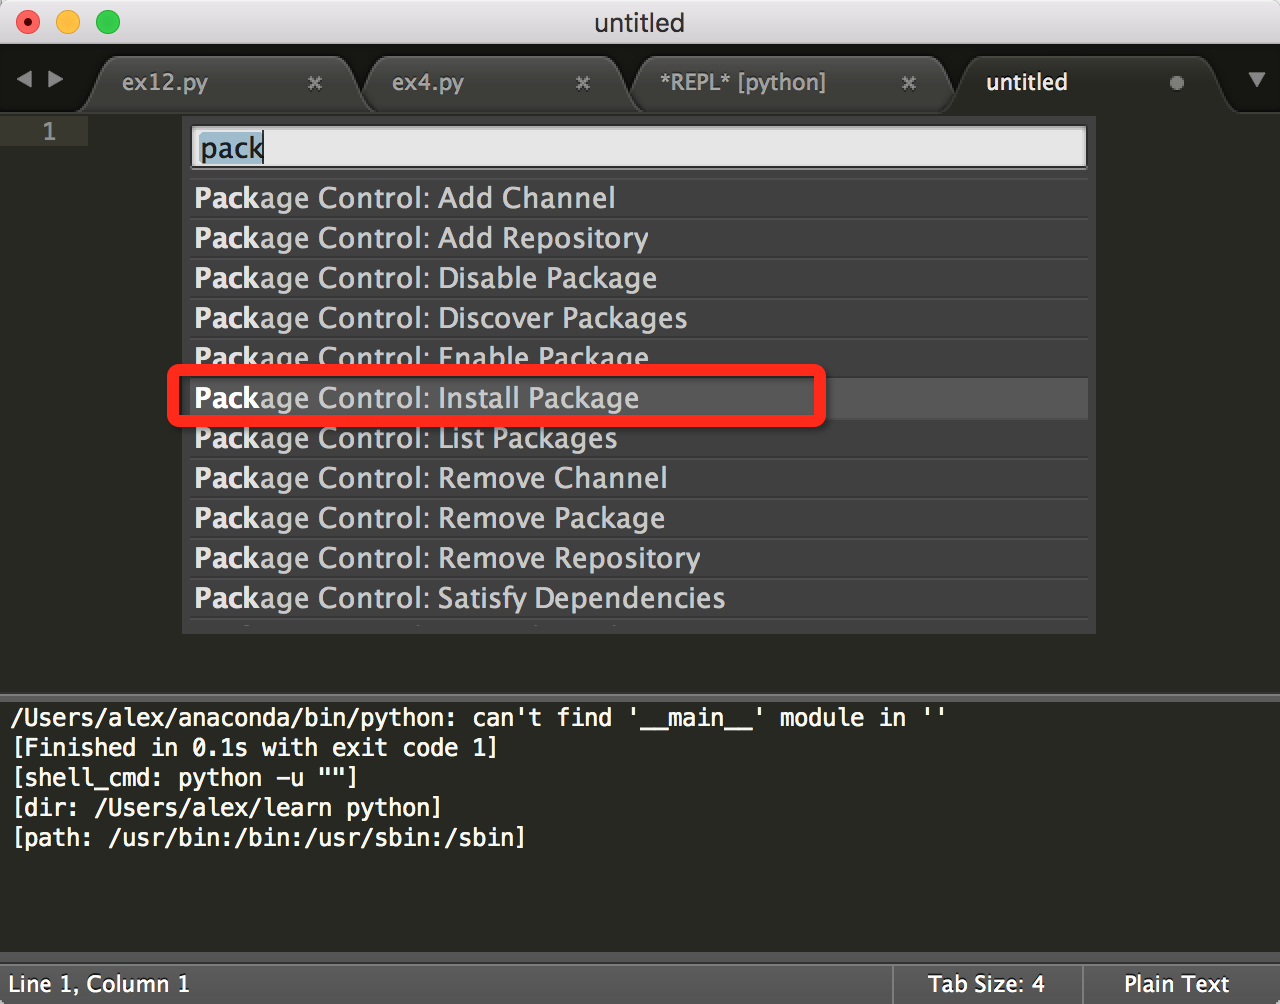 untitled
ex12.py
ex4.py
*REPL* [python]
untitled
1
pack
Package Control: Add Channel
Package Control: Add Repository
Package Control: Disable Package
Package Control: Discover Packages
Package Control: Enable Package
Package Control: Install Package
Package Control: List Packages
Package Control: Remove Channel
Package Control: Remove Package
Package Control: Remove Repository
Package Control: Satisfy Dependencies
/Users/alex/anaconda/bin/python: can't find '__main__' module in ''
[Finished in 0.1s with exit code 1]
[shell_cmd: python -u ""]
[dir: /Users/alex/learn python]
[path: /usr/bin:/bin:/usr/sbin:/sbin]
Line 1, Column 1
Tab Size: 4
Plain Text